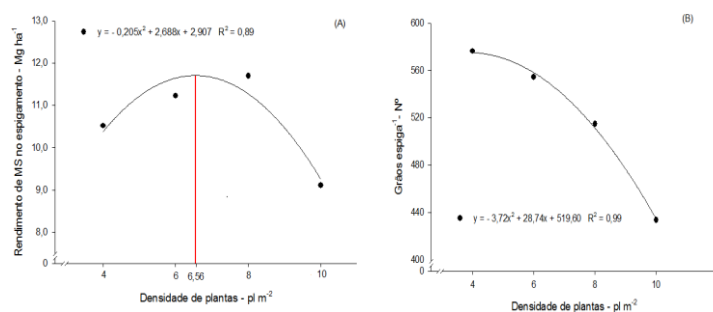 (A)
y = - 0,205x² + 2,688x + 2,907 R² = 0,89
Rendimento de MS no espigamento - Mg ha⁻¹
13,0
12,0
11,0
10,0
9,0
8,0
0
4
6
6,56
8
10
Densidade de plantas - pl m⁻²
(B)
Grãos espiga⁻¹ - Nº
600
560
520
480
440
400
0
y = - 3,72x² + 28,74x + 519,60 R² = 0,99
4
6
8
10
Densidade de plantas - pl m⁻²